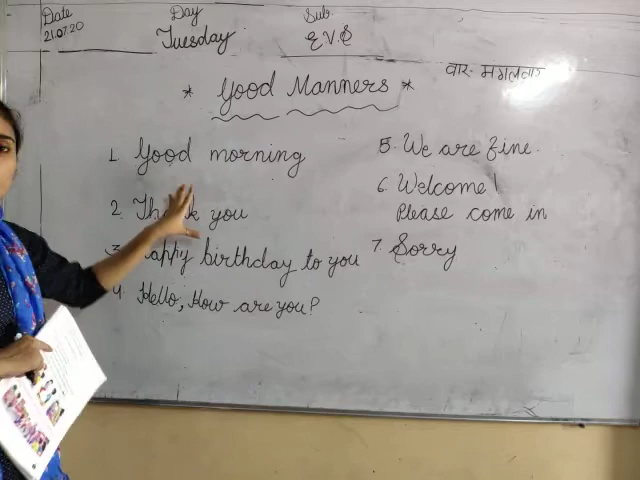 Date
21.07.20
Day
Tuesday
Sub.
E.V.S
वार- मंगलवार
* Good Manners *
1. Good morning
2. Thank you
3. Happy birthday to you
4. Hello, How are you?
5. We are fine.
6. Welcome!
Please come in
7. Sorry